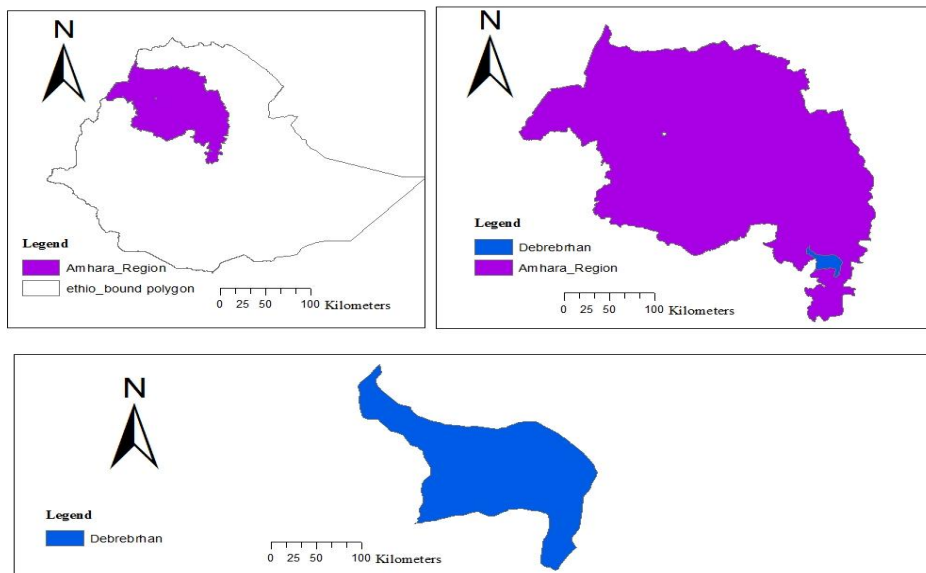 N
Legend
Amhara_Region
ethio_bound polygon
0 25 50 100
Kilometers
N
Legend
Debrebrhan
Amhara_Region
0 25 50 100
Kilometers
N
Legend
Debrebrhan
0 25 50 100
Kilometers